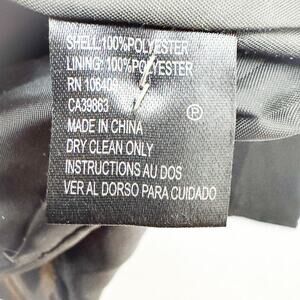 SHELL:100%POLYESTER
LINING: 100%POLYESTER
RN 106409
CA39863
P
MADE IN CHINA
DRY CLEAN ONLY
INSTRUCTIONS AU DOS
VER AL DORSO PARA CUIDADO